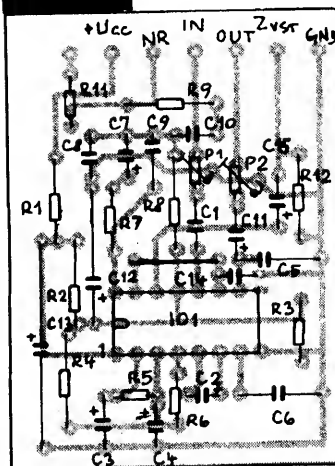 +Ucc NR IN OUT Zvst GND
R11 R9
C8 C7 C9 C10
P1 P2 C15 R12
R1 R7 R8 C1 C11
C12 C14 C5
R2 IO1 R3
C13
1
R4 R5 C2
R6 C6
C3 C4